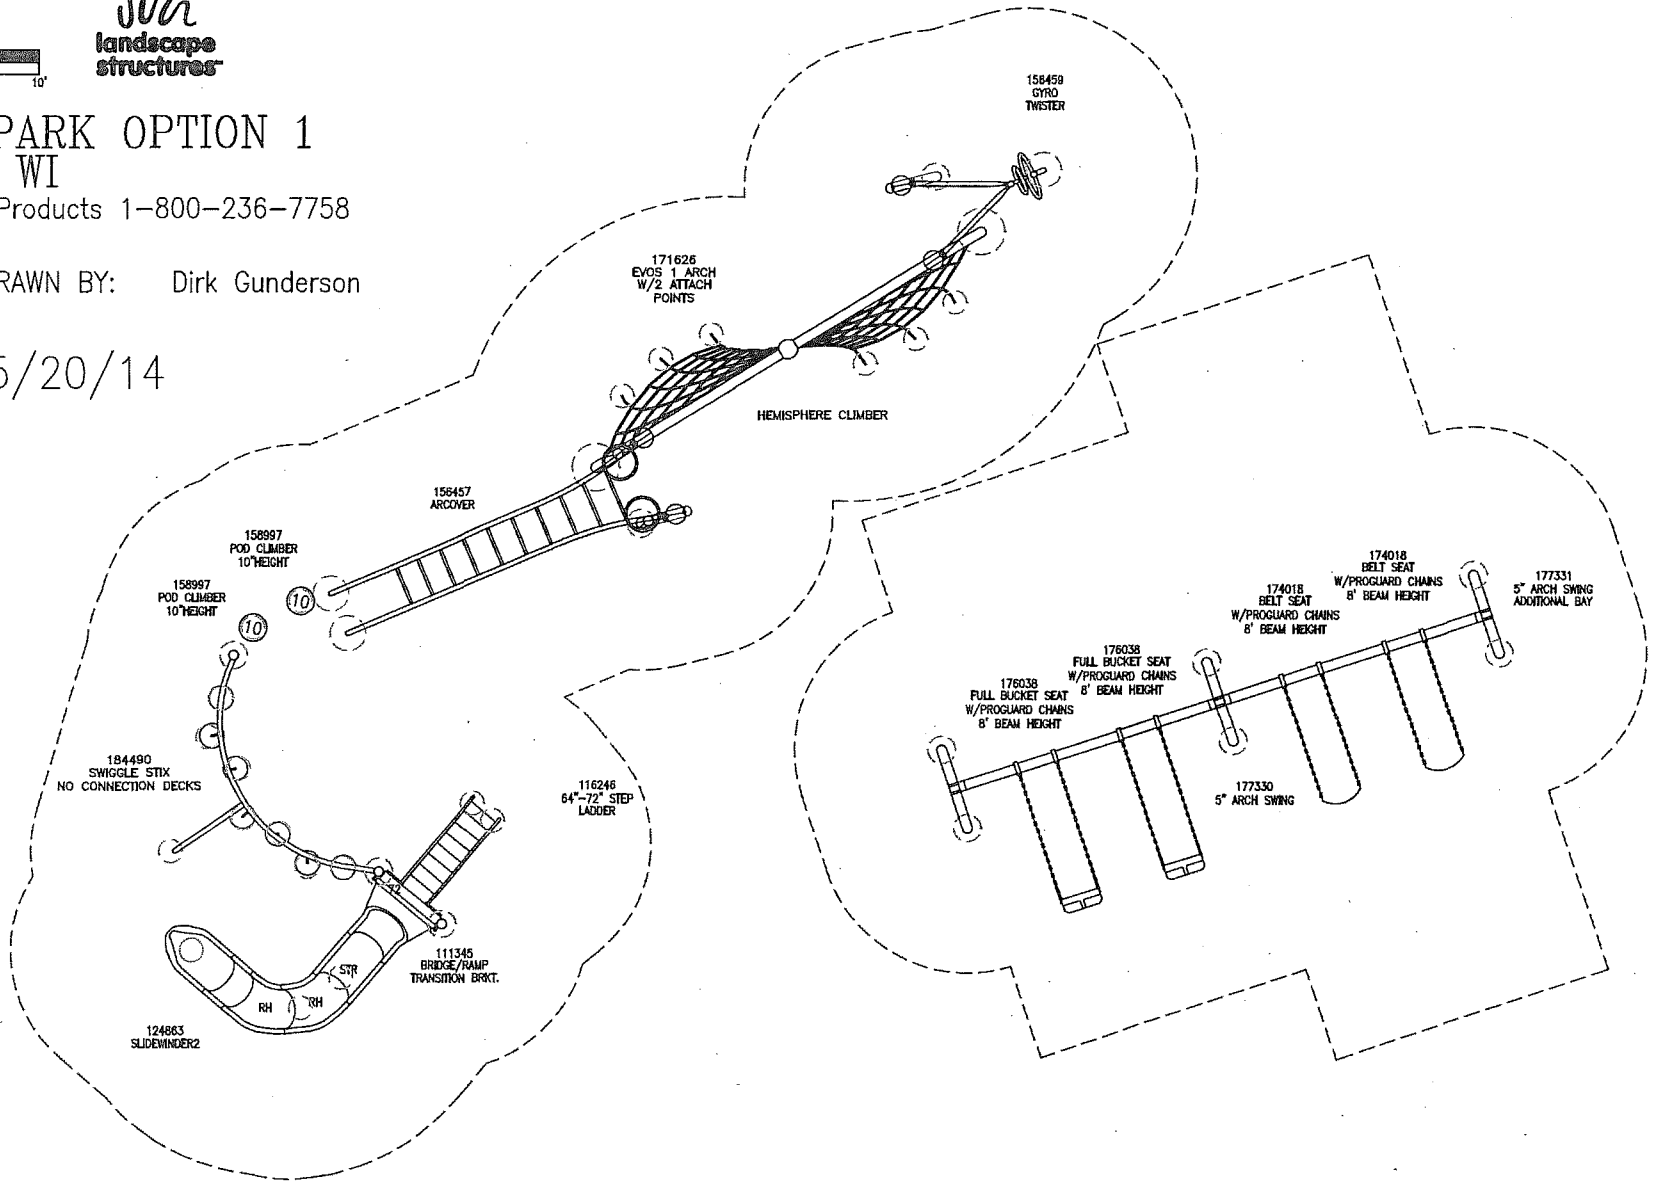 landscape
structures
10'
PARK OPTION 1
WI
Products 1-800-236-7758
RAWN BY: Dirk Gunderson
5/20/14
158459
GYRO
TWISTER
171626
EVOS 1 ARCH
W/2 ATTACH
POINTS
HEMISPHERE CLIMBER
156457
ARCOVER
158997
POD CLIMBER
10"HEIGHT
158997
POD CLIMBER
10"HEIGHT
10
10
184490
SWIGGLE STIX
NO CONNECTION DECKS
116246
64"-72" STEP
LADDER
72
111345
BRIDGE/RAMP
TRANSITION BRKT.
STR
RH
RH
124863
SLIDEWINDER2
174018
BELT SEAT
W/PROGUARD CHAINS
8' BEAM HEIGHT
177331
5" ARCH SWING
ADDITIONAL BAY
174018
BELT SEAT
W/PROGUARD CHAINS
8' BEAM HEIGHT
176038
FULL BUCKET SEAT
W/PROGUARD CHAINS
8' BEAM HEIGHT
176038
FULL BUCKET SEAT
W/PROGUARD CHAINS
8' BEAM HEIGHT
177330
5" ARCH SWING